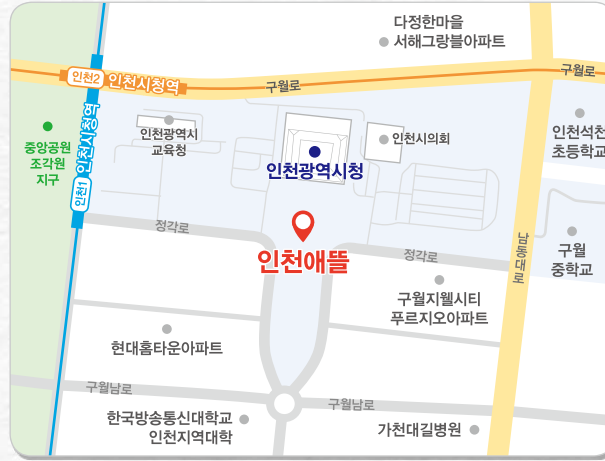 다정한마을
서해그랑블아파트
인천2 인천시청역
구월로
구월로
인천광역시
교육청
인천시의회
인천석천
초등학교
중앙공원
조각원
지구
인천1 인천시청역
인천광역시청
정각로
인천애뜰
정각로
남동대로
구월
중학교
구월지웰시티
푸르지오아파트
현대홈타운아파트
구월남로
구월남로
한국방송통신대학교
인천지역대학
가천대길병원